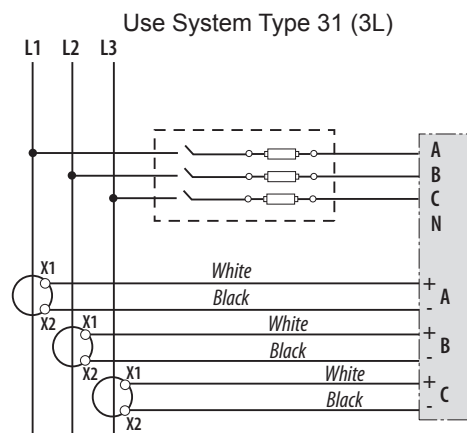 Use System Type 31 (3L)
L1 L2 L3
A
B
C
N
X1 White +
A
X2 Black -
X1 White +
B
X2 Black -
X1 White +
C
X2 Black -